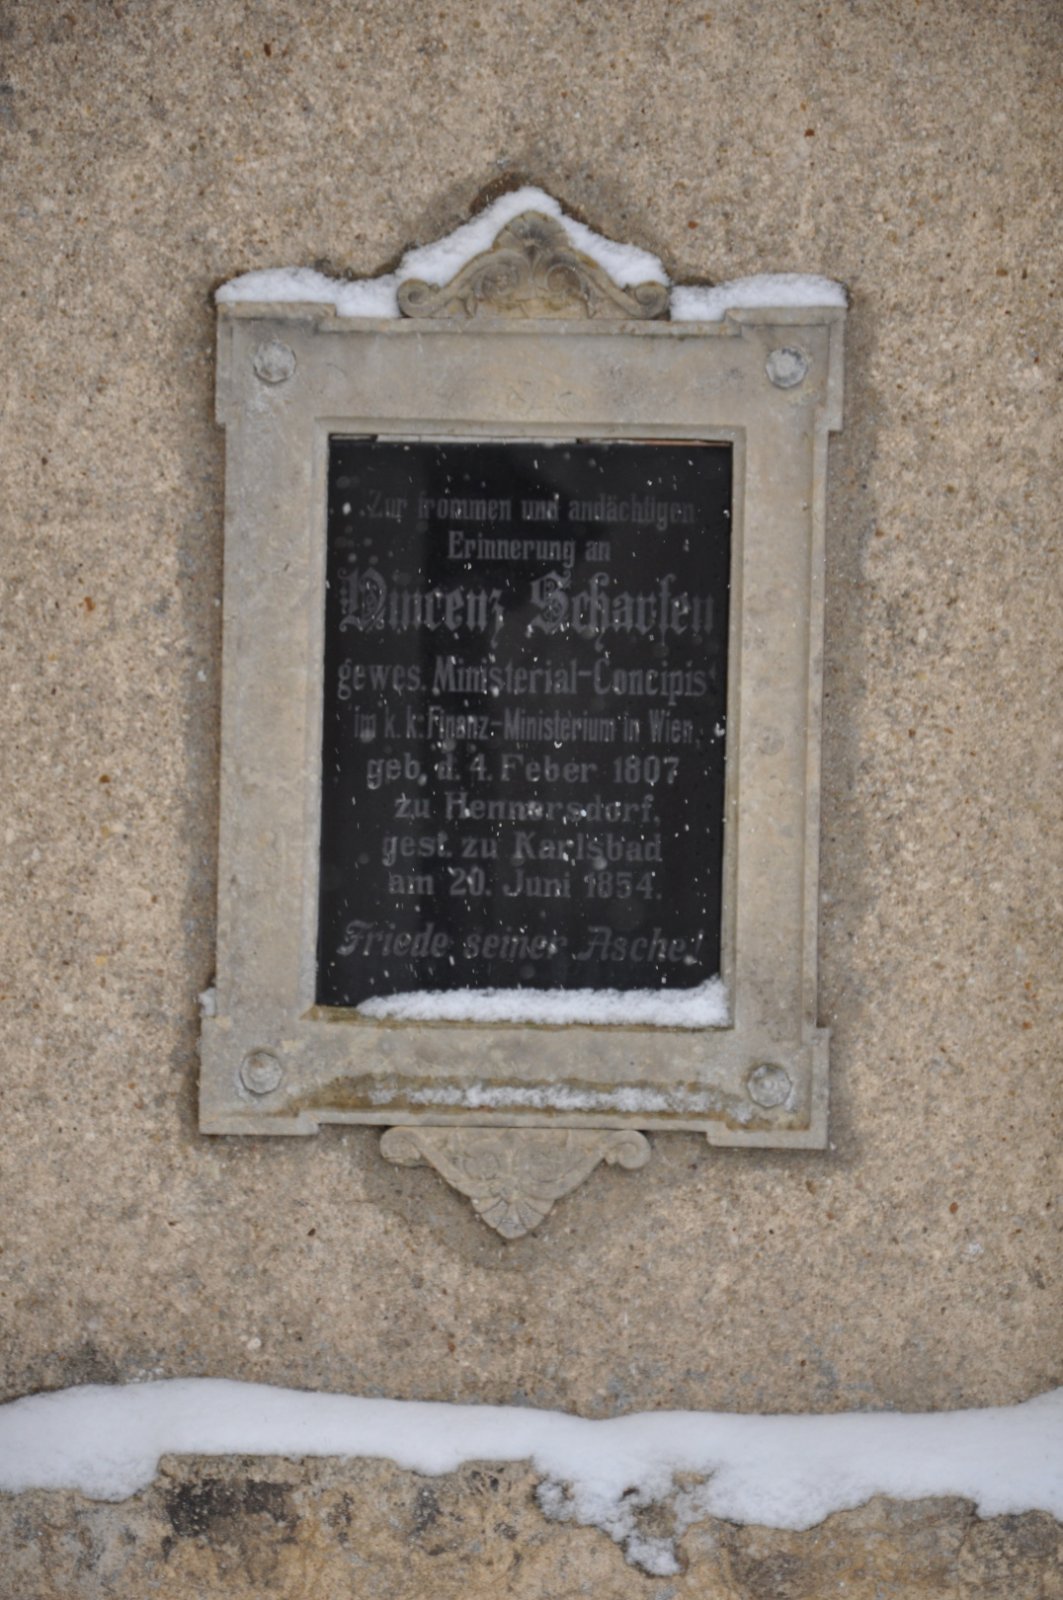 Zur frommen und andächtigen
Erinnerung an
Vincenz Scharfen
gewes. Ministerial-Concipist
im k. k. Finanz-Ministerium in Wien,
geb. d. 4. Feber 1807
zu Hennersdorf,
gest. zu Karlsbad
am 20. Juni 1854.
Friede seiner Asche!